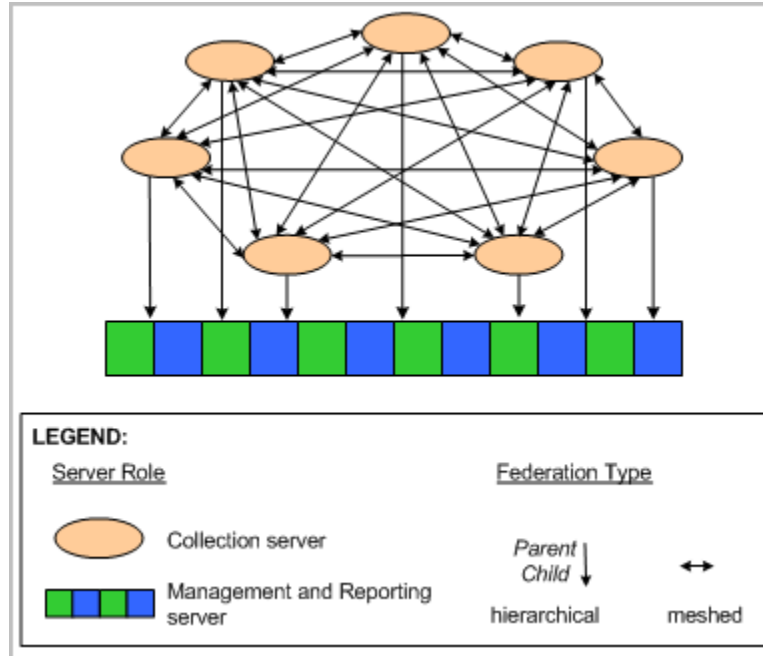 LEGEND:
Server Role
Federation Type
Collection server
Parent
Child
Management and Reporting
server
hierarchical
meshed